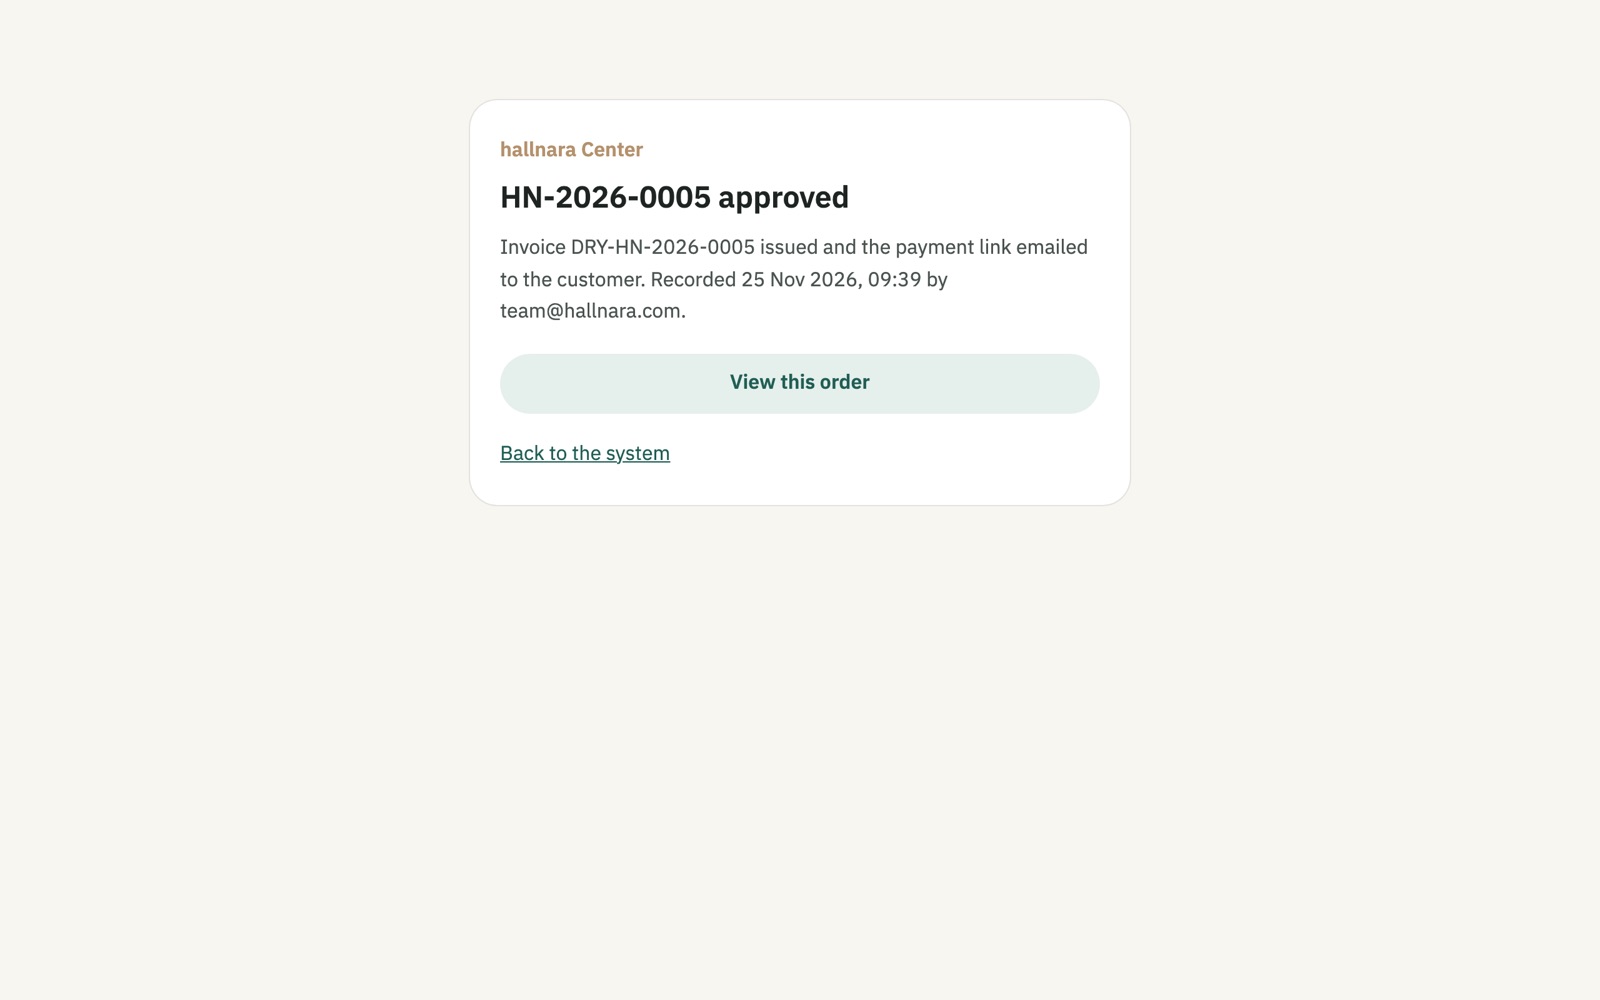 hallnara Center
HN-2026-0005 approved
Invoice DRY-HN-2026-0005 issued and the payment link emailed
to the customer. Recorded 25 Nov 2026, 09:39 by
team@hallnara.com.
View this order
Back to the system